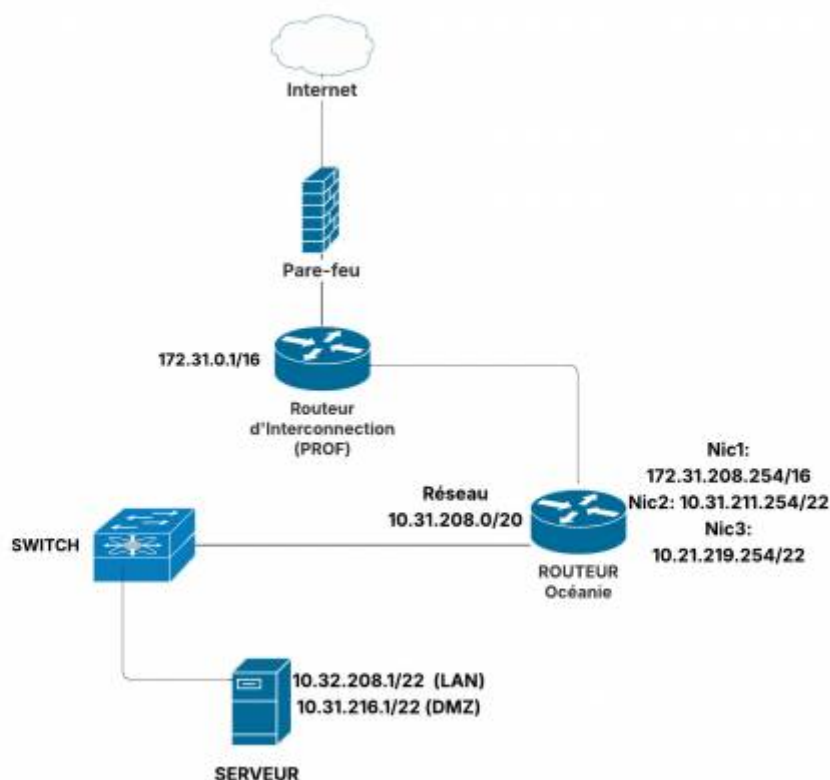 Internet
Pare-feu
172.31.0.1/16
Routeur
d'Interconnection
(PROF)
Nic1:
172.31.208.254/16
Nic2: 10.31.211.254/22
Nic3:
10.21.219.254/22
Réseau
10.31.208.0/20
ROUTEUR
Océanie
SWITCH
10.32.208.1/22 (LAN)
10.31.216.1/22 (DMZ)
SERVEUR